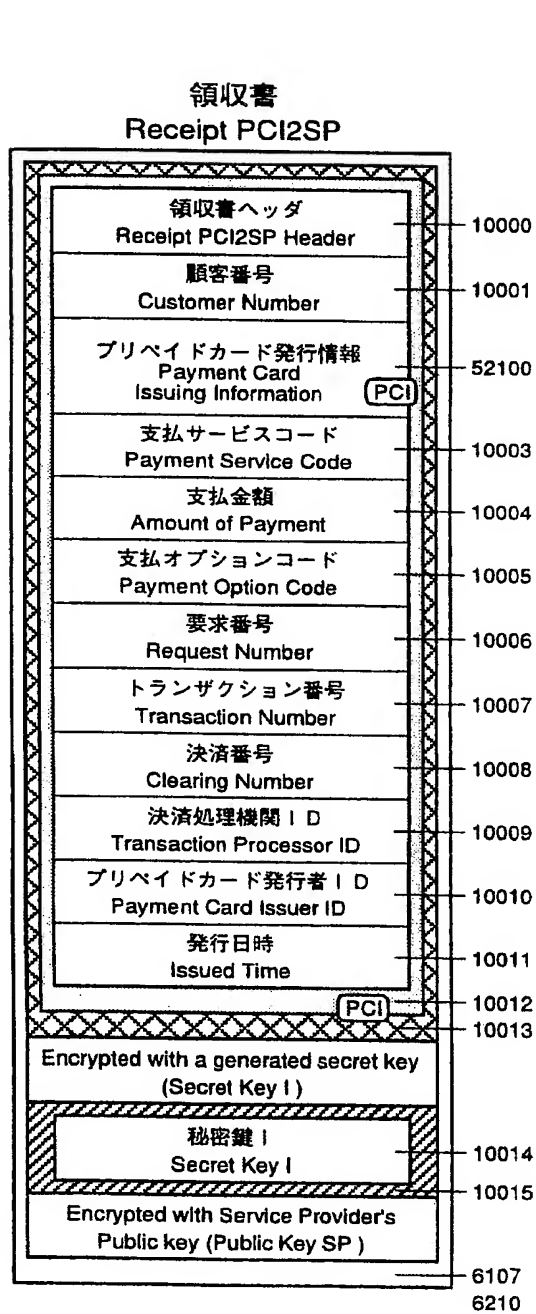 領収書
Receipt PCI2SP
領収書ヘッダ
Receipt PCI2SP Header
10000
顧客番号
Customer Number
10001
プリペイドカード発行情報
Payment Card
Issuing Information
PCI
52100
支払サービスコード
Payment Service Code
10003
支払金額
Amount of Payment
10004
支払オプションコード
Payment Option Code
10005
要求番号
Request Number
10006
トランザクション番号
Transaction Number
10007
決済番号
Clearing Number
10008
決済処理機関ID
Transaction Processor ID
10009
プリペイドカード発行者ID
Payment Card Issuer ID
10010
発行日時
Issued Time
10011
PCI
10012
10013
Encrypted with a generated secret key
(Secret Key I )
秘密鍵 I
Secret Key I
10014
10015
Encrypted with Service Provider's
Public key (Public Key SP )
6107
6210